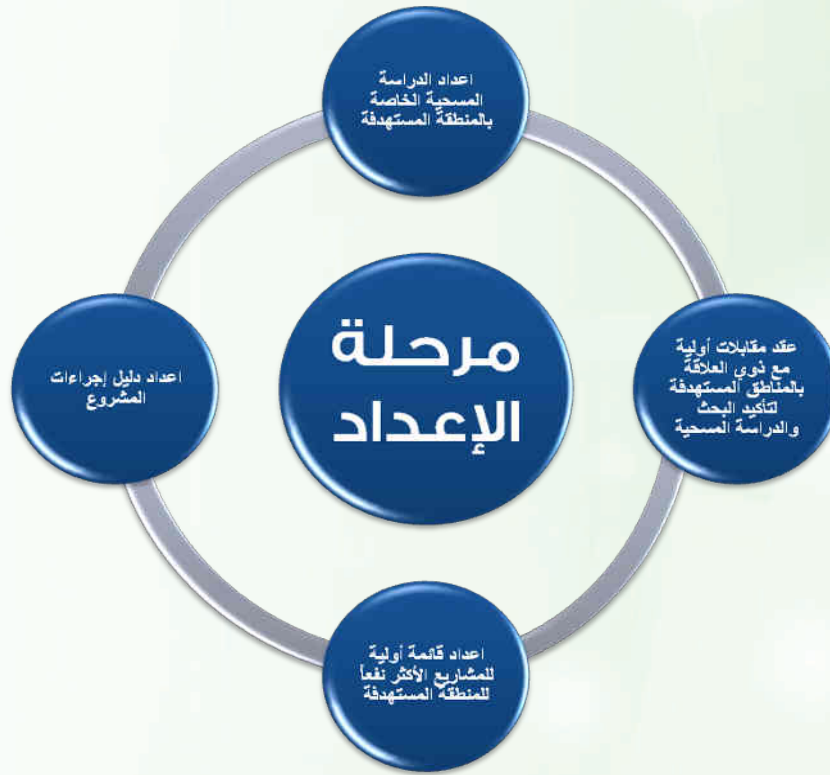 اعداد الدراسة
المسحية الخاصة
بالمنطقة المستهدفة
عقد مقابلات أولية
مع ذوي العلاقة
بالمناطق المستهدفة
لتأكيد البحث
والدراسة المسحية
اعداد قائمة أولية
للمشاريع الأكثر نفعاً
للمنطقة المستهدفة
اعداد دليل إجراءات
المشروع
مرحلة
الإعداد